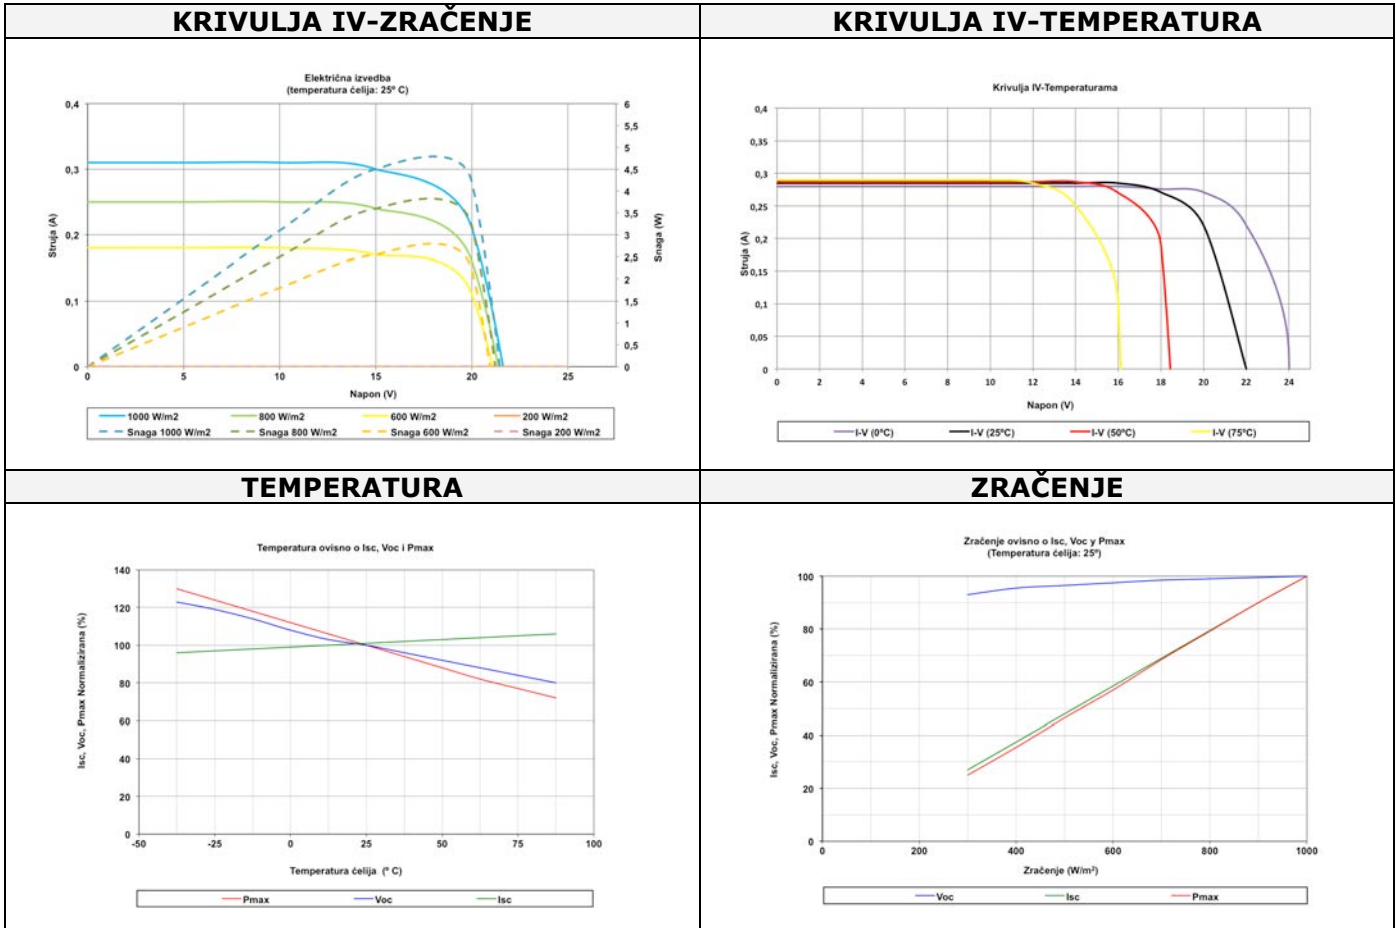 KRIVULJA IV-ZRAČENJE
KRIVULJA IV-TEMPERATURA
Električna izvedba
(temperatura ćelija: 25º C)
0,4
0,3
0,2
0,1
0
6
5,5
5
4,5
4
3,5
3
2,5
2
1,5
1
0,5
0
Struja (A)
Snaga (W)
0 5 10 15 20 25
Napon (V)
1000 W/m2 800 W/m2 600 W/m2 200 W/m2
Snaga 1000 W/m2 Snaga 800 W/m2 Snaga 600 W/m2 Snaga 200 W/m2
Krivulja IV-Temperaturama
0,4
0,35
0,3
0,25
0,2
0,15
0,1
0,05
0
Struja (A)
0 2 4 6 8 10 12 14 16 18 20 22 24
Napon (V)
I-V (0ºC) I-V (25ºC) I-V (50ºC) I-V (75ºC)
TEMPERATURA
ZRAČENJE
Temperatura ovisno o Isc, Voc i Pmax
140
120
100
80
60
40
20
0
Isc, Voc, Pmax Normalizirana (%)
-50 -25 0 25 50 75 100
Temperatura ćelija (º C)
Pmax Voc Isc
Zračenje ovisno o Isc, Voc y Pmax
(Temperatura ćelija: 25º)
100
80
60
40
20
0
Isc, Voc, Pmax Normalizirana (%)
0 200 400 600 800 1000
Zračenje (W/m²)
Voc Isc Pmax